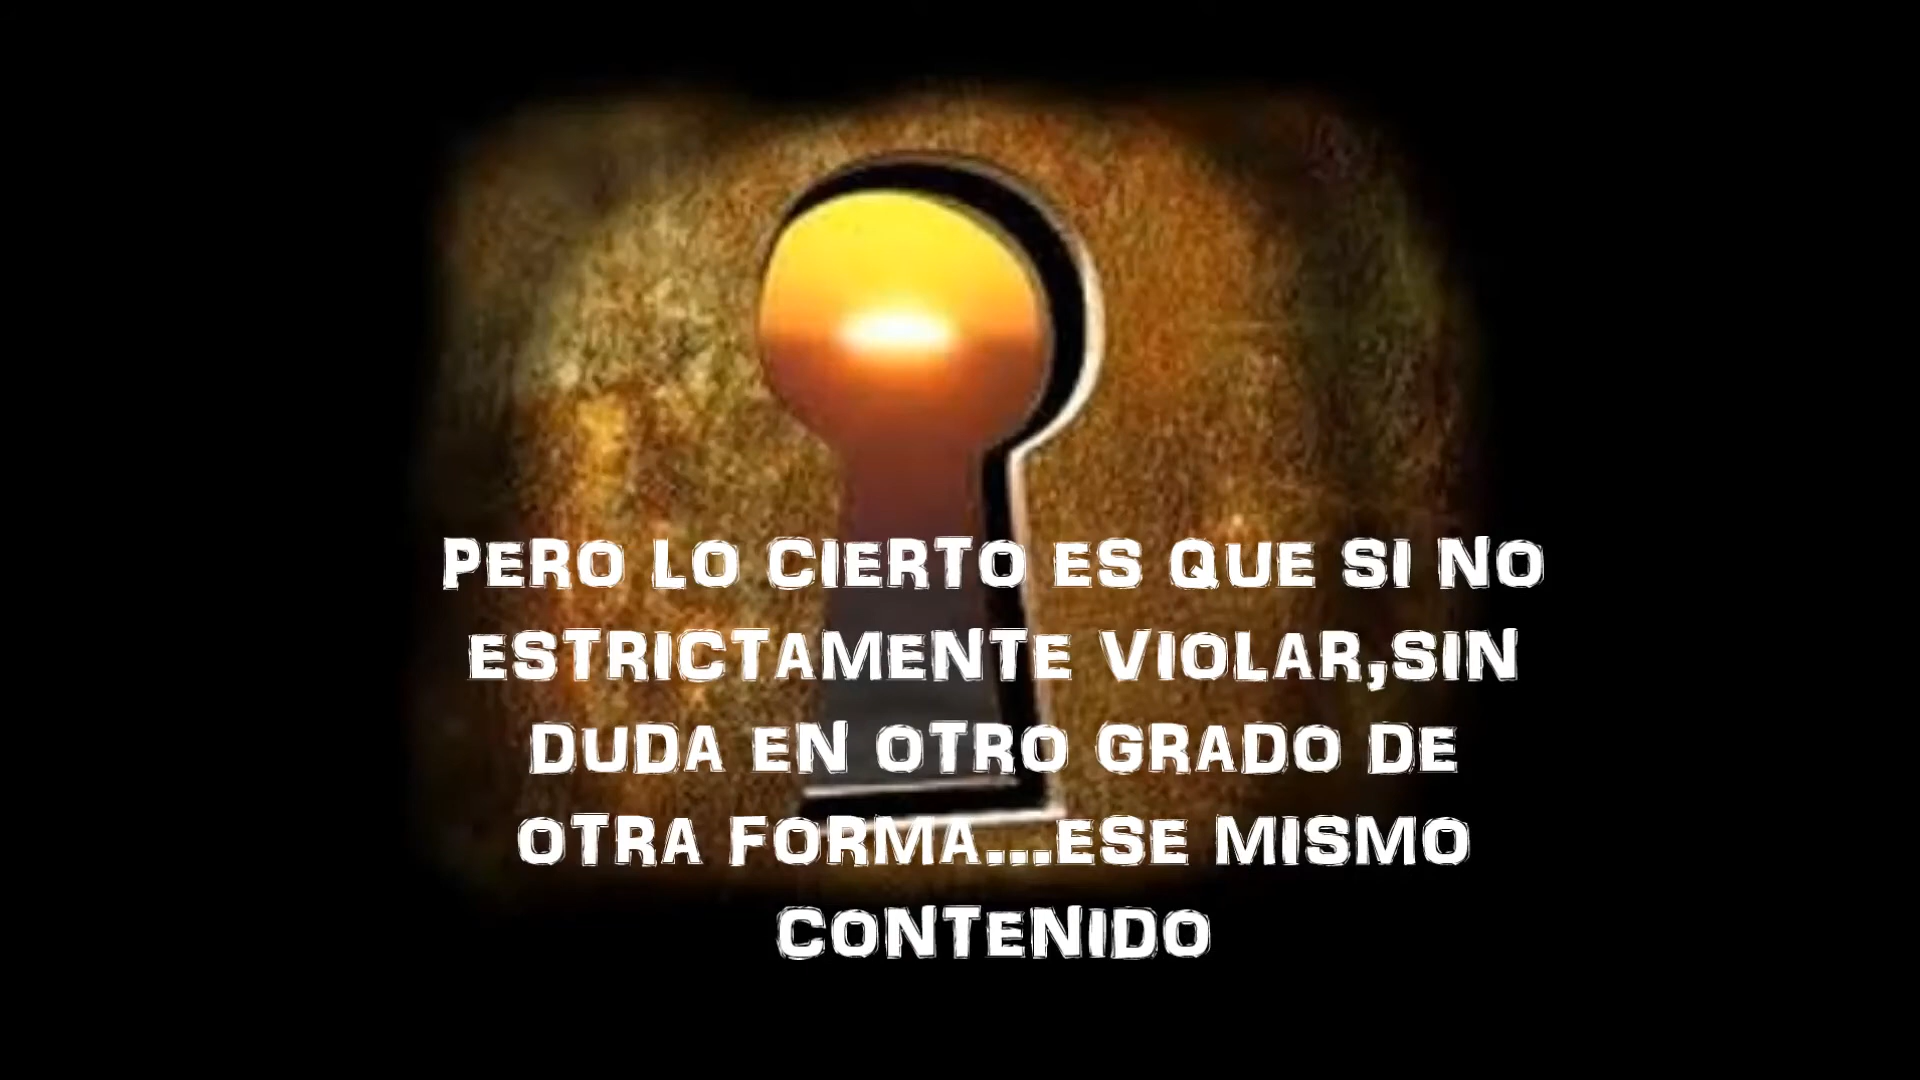 PERO LO CIERTO ES QUE SI NO
ESTRICTAMENTE VIOLAR,SIN
DUDA EN OTRO GRADO DE
OTRA FORMA...ESE MISMO
CONTENIDO